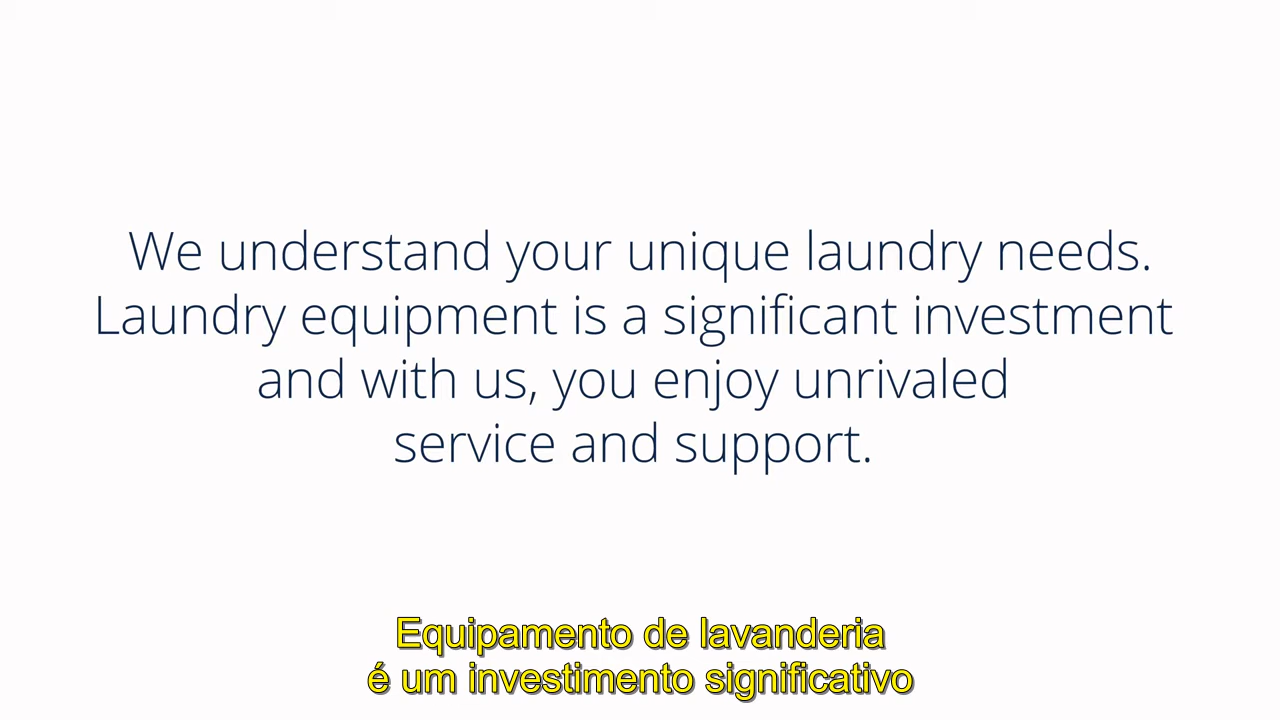 We understand your unique laundry needs.
Laundry equipment is a significant investment
and with us, you enjoy unrivaled
service and support.
Equipamento de lavanderia
é um investimento significativo